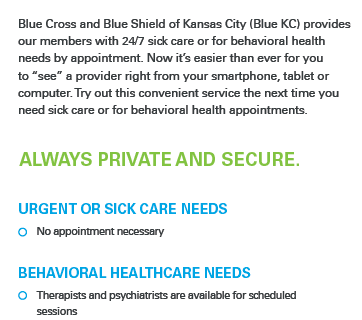 Blue Cross and Blue Shield of Kansas City (Blue KC) provides
our members with 24/7 sick care or for behavioral health
needs by appointment. Now it's easier than ever for you
to “see” a provider right from your smartphone, tablet or
computer. Try out this convenient service the next time you
need sick care or for behavioral health appointments.
ALWAYS PRIVATE AND SECURE.
URGENT OR SICK CARE NEEDS
No appointment necessary
BEHAVIORAL HEALTHCARE NEEDS
Therapists and psychiatrists are available for scheduled
sessions